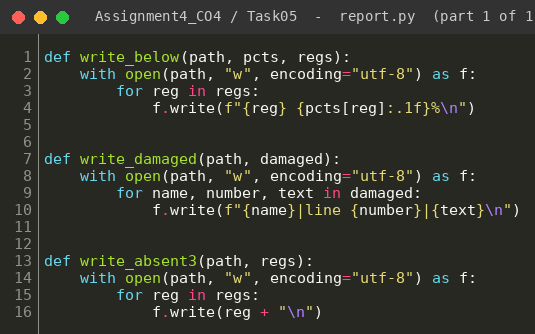 Assignment4_CO4 / Task05  -  report.py  (part 1 of 1
1 def write_below(path, pcts, regs):
2     with open(path, "w", encoding="utf-8") as f:
3         for reg in regs:
4             f.write(f"{reg} {pcts[reg]:.1f}%\n")
5
6
7 def write_damaged(path, damaged):
8     with open(path, "w", encoding="utf-8") as f:
9         for name, number, text in damaged:
10             f.write(f"{name}|line {number}|{text}\n")
11
12
13 def write_absent3(path, regs):
14     with open(path, "w", encoding="utf-8") as f:
15         for reg in regs:
16             f.write(reg + "\n")